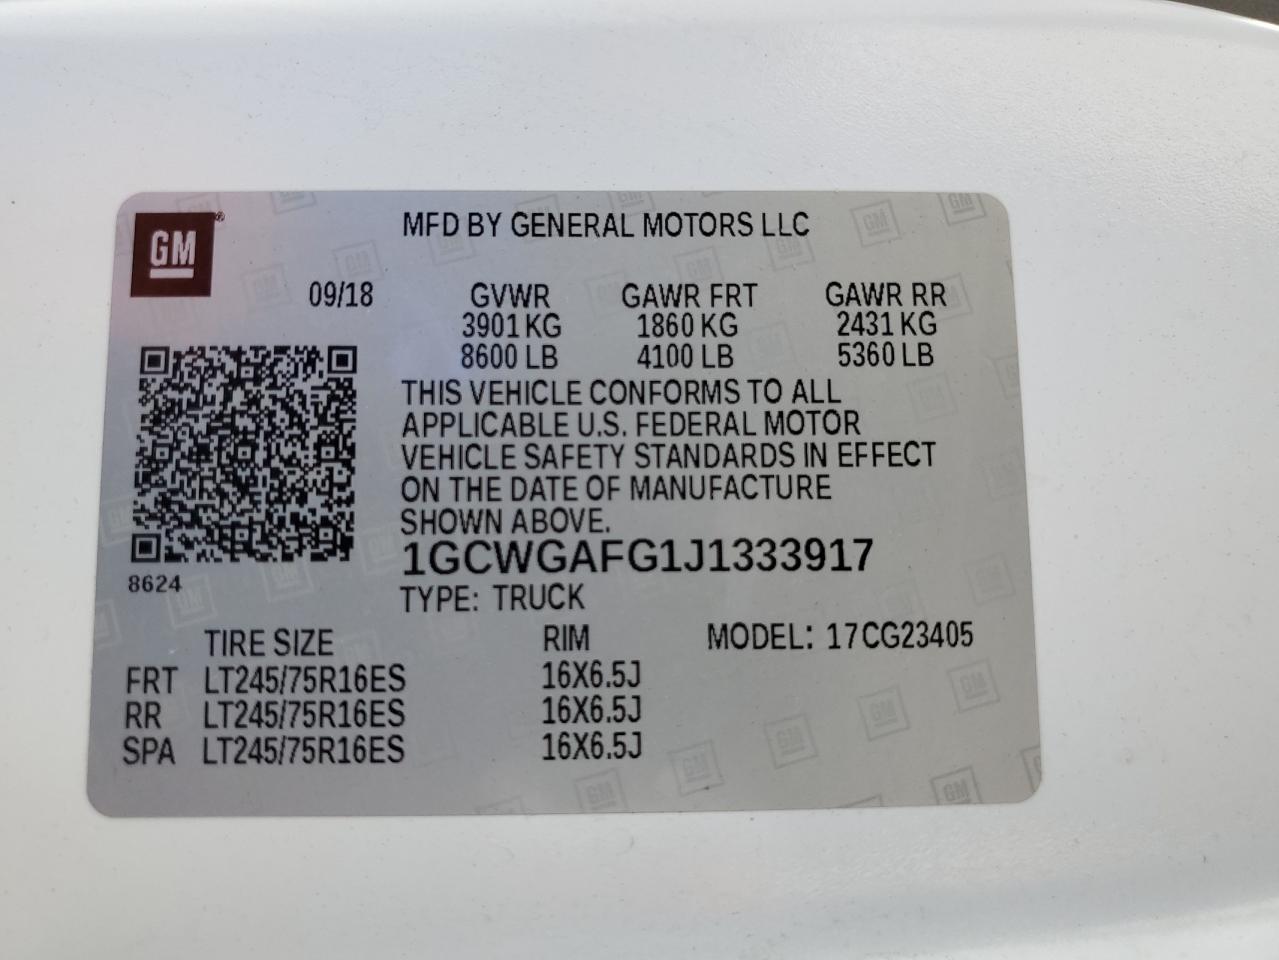 GM®
MFD BY GENERAL MOTORS LLC
09/18 GVWR GAWR FRT GAWR RR
3901 KG 1860 KG 2431 KG
8600 LB 4100 LB 5360 LB
THIS VEHICLE CONFORMS TO ALL
APPLICABLE U.S. FEDERAL MOTOR
VEHICLE SAFETY STANDARDS IN EFFECT
ON THE DATE OF MANUFACTURE
SHOWN ABOVE.
1GCWGAFG1J1333917
8624
TYPE: TRUCK
TIRE SIZE RIM MODEL: 17CG23405
FRT LT245/75R16ES 16X6.5J
RR LT245/75R16ES 16X6.5J
SPA LT245/75R16ES 16X6.5J